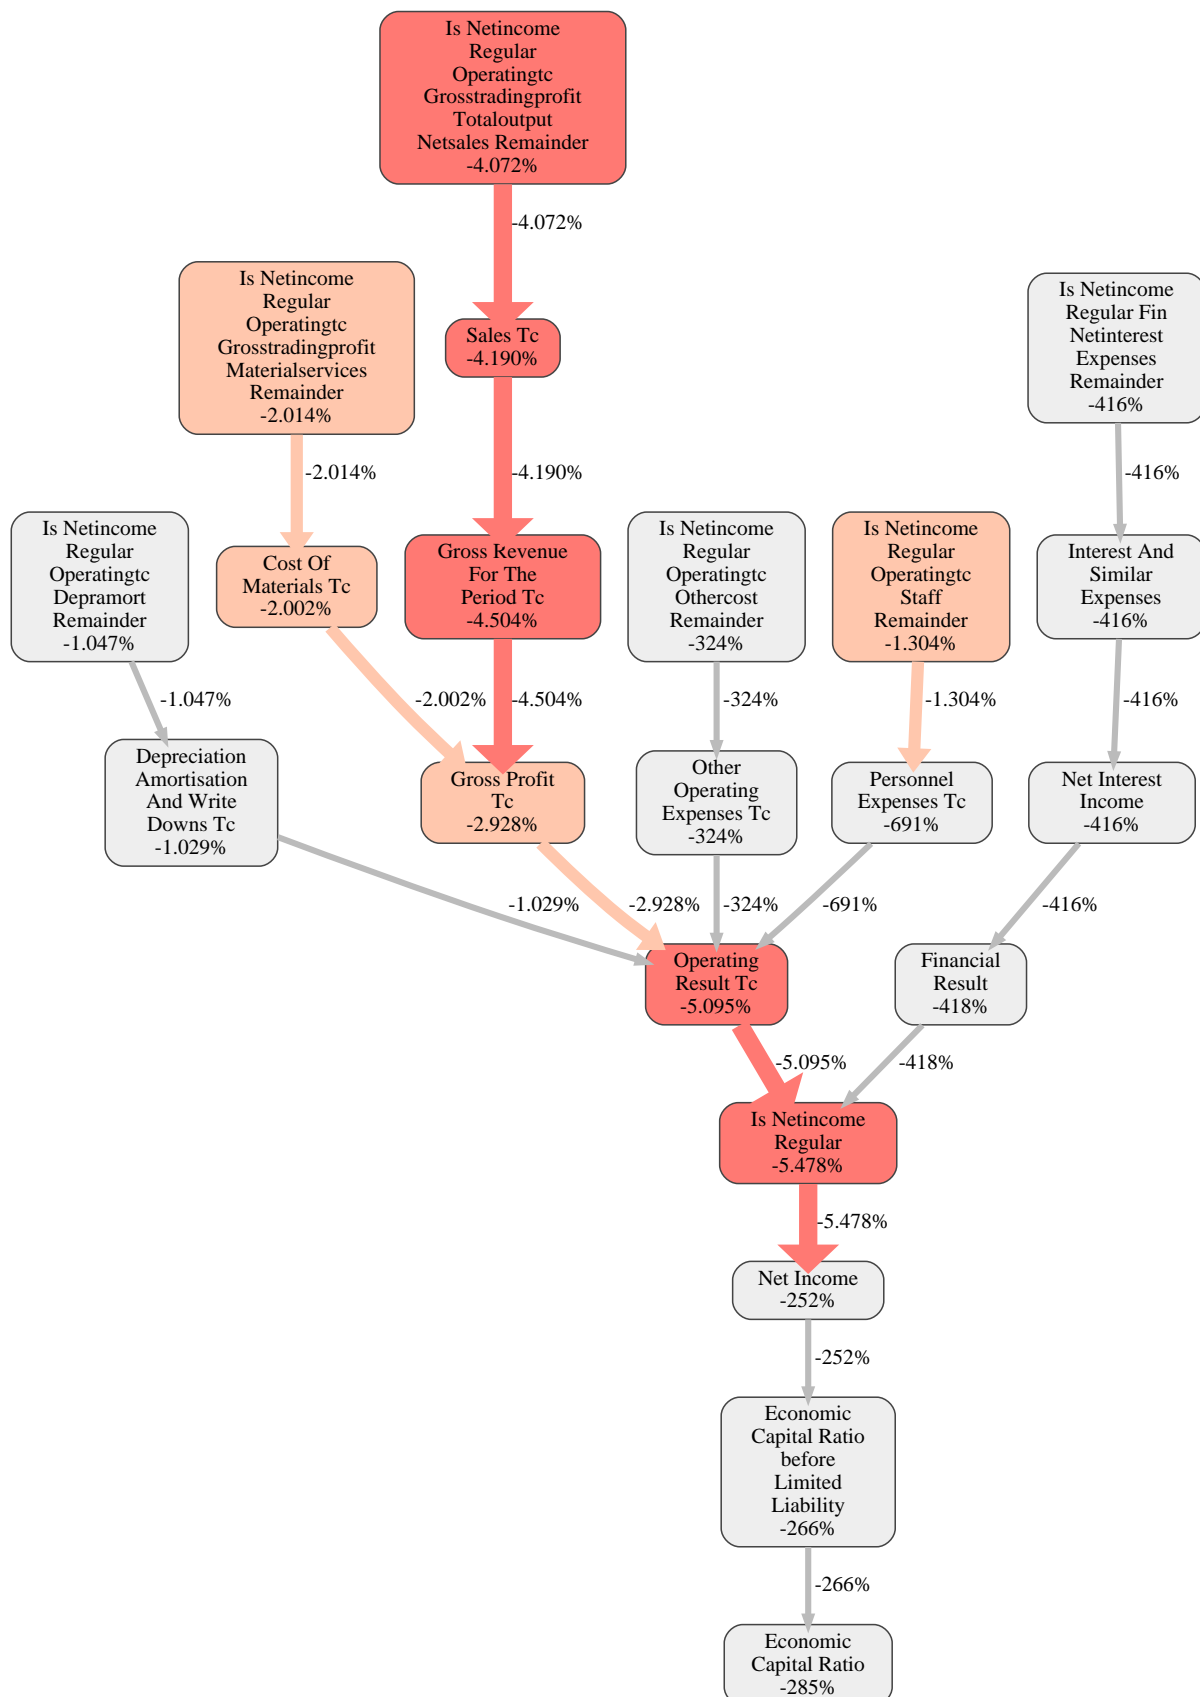 Is Netincome
Regular
Operatingtc
Grosstradingprofit
Totaloutput
Netsales Remainder
-4.072%
-4.072%
Is Netincome
Regular
Operatingtc
Grosstradingprofit
Materialservices
Remainder
-2.014%
Is Netincome
Regular Fin
Netinterest
Expenses
Remainder
-416%
Sales Tc
-4.190%
-2.014%
-4.190%
-416%
Is Netincome
Regular
Operatingtc
Depramort
Remainder
-1.047%
Cost Of
Materials Tc
-2.002%
Gross Revenue
For The
Period Tc
-4.504%
Is Netincome
Regular
Operatingtc
Othercost
Remainder
-324%
Is Netincome
Regular
Operatingtc
Staff
Remainder
-1.304%
Interest And
Similar
Expenses
-416%
-1.047%
-2.002%
-4.504%
-324%
-1.304%
-416%
Depreciation
Amortisation
And Write
Downs Tc
-1.029%
Gross Profit
Tc
-2.928%
Other
Operating
Expenses Tc
-324%
Personnel
Expenses Tc
-691%
Net Interest
Income
-416%
-1.029%
-2.928%
-324%
-691%
-416%
Operating
Result Tc
-5.095%
Financial
Result
-418%
-5.095%
-418%
Is Netincome
Regular
-5.478%
-5.478%
Net Income
-252%
-252%
Economic
Capital Ratio
before
Limited
Liability
-266%
-266%
Economic
Capital Ratio
-285%